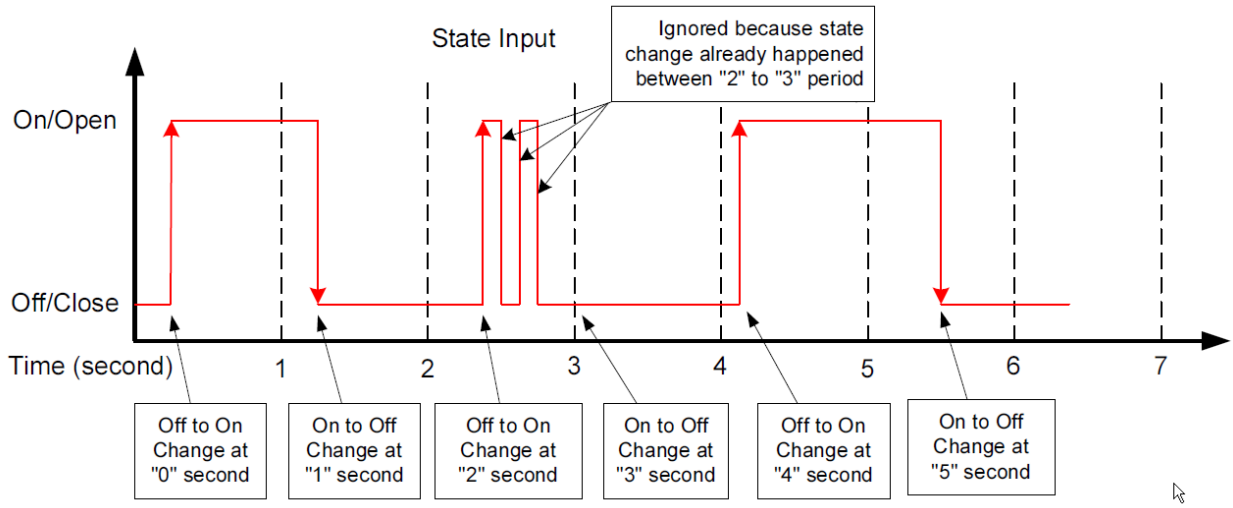 State Input
Ignored because state
change already happened
between "2" to "3" period
On/Open
Off/Close
Time (second)
1
2
3
4
5
6
7
Off to On
Change at
"0" second
On to Off
Change at
"1" second
Off to On
Change at
"2" second
On to Off
Change at
"3" second
Off to On
Change at
"4" second
On to Off
Change at
"5" second